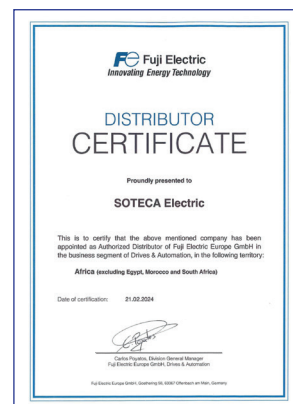 Fe Fuji Electric
Innovating Energy Technology
DISTRIBUTOR
CERTIFICATE
Proundly presented to
SOTECA Electric
This is to certify that the above mentioned company has been
appointed as Authorized Distributor of Fuji Electric Europe GmbH in
the business segment of Drives & Automation, in the following territory:
Africa (excluding Egypt, Morocco and South Africa)
Date of certification: 21.02.2024
Carlos Poyatos, Division General Manager
Fuji Electric Europe GmbH, Drives & Automation
Fuji Electric Europe GmbH, Goethering 58, 63067 Offenbach am Main, Germany